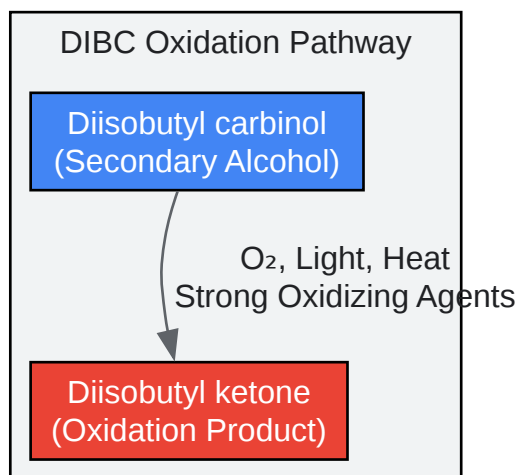 DIBC Oxidation Pathway
Diisobutyl carbinol
(Secondary Alcohol)
O₂, Light, Heat
Strong Oxidizing Agents
Diisobutyl ketone
(Oxidation Product)